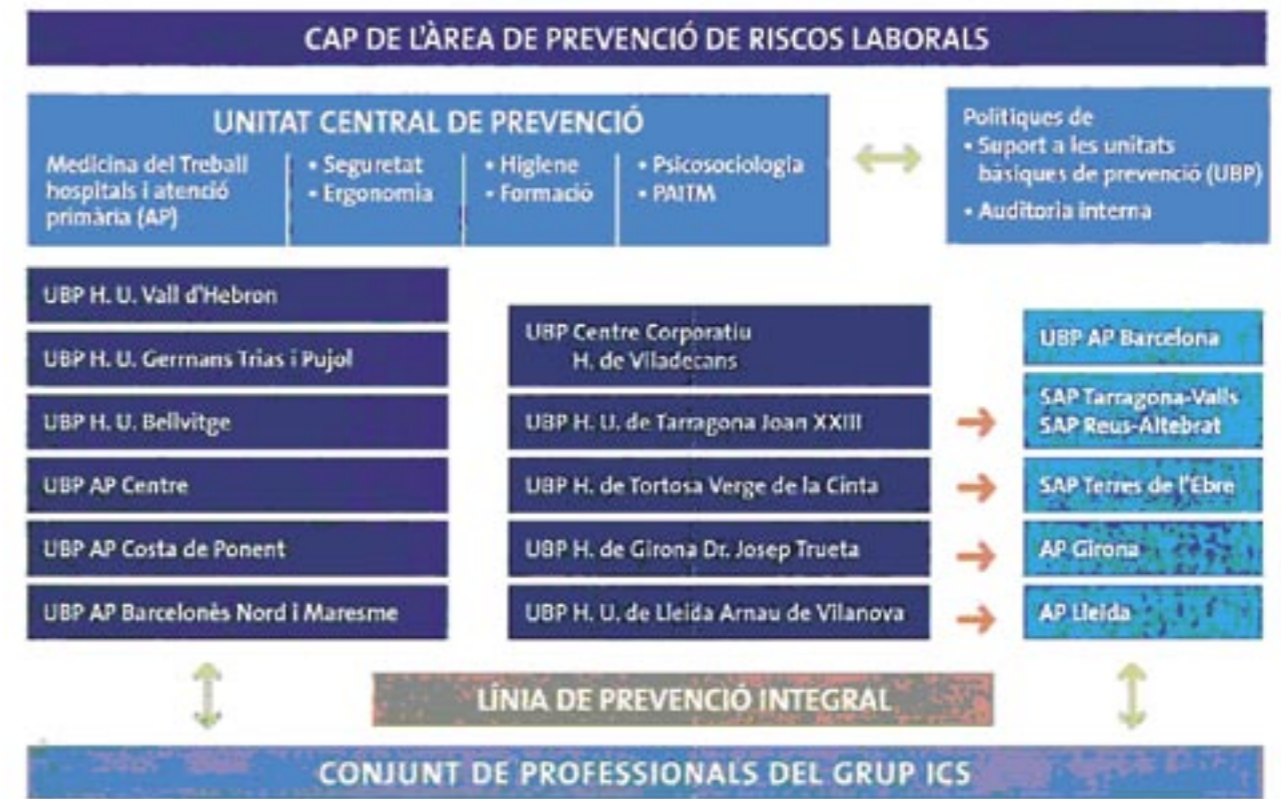 CAP DE L'ÀREA DE PREVENCIÓ DE RISCOS LABORALS
UNITAT CENTRAL DE PREVENCIÓ
Medicina del Treball
hospitals i atenció
primària (AP)
• Seguretat
• Ergonomia
• Higiene
• Formació
• Psicosociologia
• PAITM
Polítiques de
• Suport a les unitats
bàsiques de prevenció (UBP)
• Auditoria interna
UBP H. U. Vall d'Hebron
UBP H. U. Germans Trias i Pujol
UBP H. U. Bellvitge
UBP AP Centre
UBP AP Costa de Ponent
UBP AP Barcelonès Nord i Maresme
UBP Centre Corporatiu
H. de Viladecans
UBP H. U. de Tarragona Joan XXIII
UBP H. de Tortosa Verge de la Cinta
UBP H. de Girona Dr. Josep Trueta
UBP H. U. de Lleida Arnau de Vilanova
UBP AP Barcelona
SAP Tarragona-Valls
SAP Reus-Altebrat
SAP Terres de l'Ebre
AP Girona
AP Lleida
LÍNIA DE PREVENCIÓ INTEGRAL
CONJUNT DE PROFESSIONALS DEL GRUP ICS